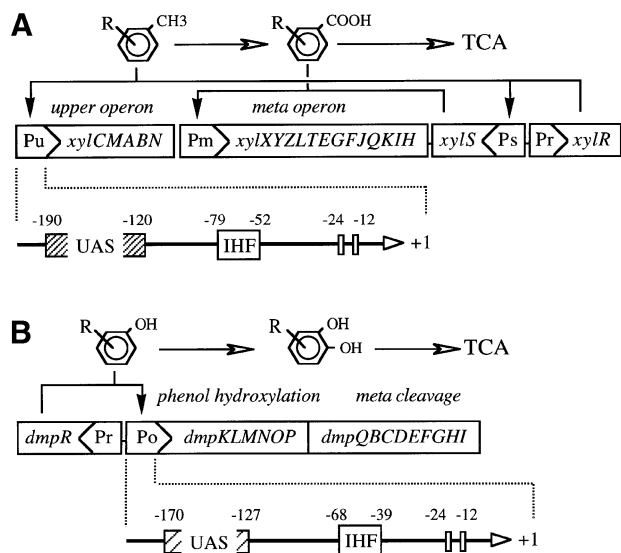 A
R CH3 R COOH TCA
upper operon meta operon
Pu xylCMABN Pm xylXYZLTEGFJQKIH xylS Ps Pr xylR
-190 -120 -79 -52 -24 -12
UAS IHF +1
B
R OH R OH OH TCA
phenol hydroxylation meta cleavage
dmpR Pr Po dmpKLMNOP dmpQBCDEFGHI
-170 -127 -68 -39 -24 -12
UAS IHF +1